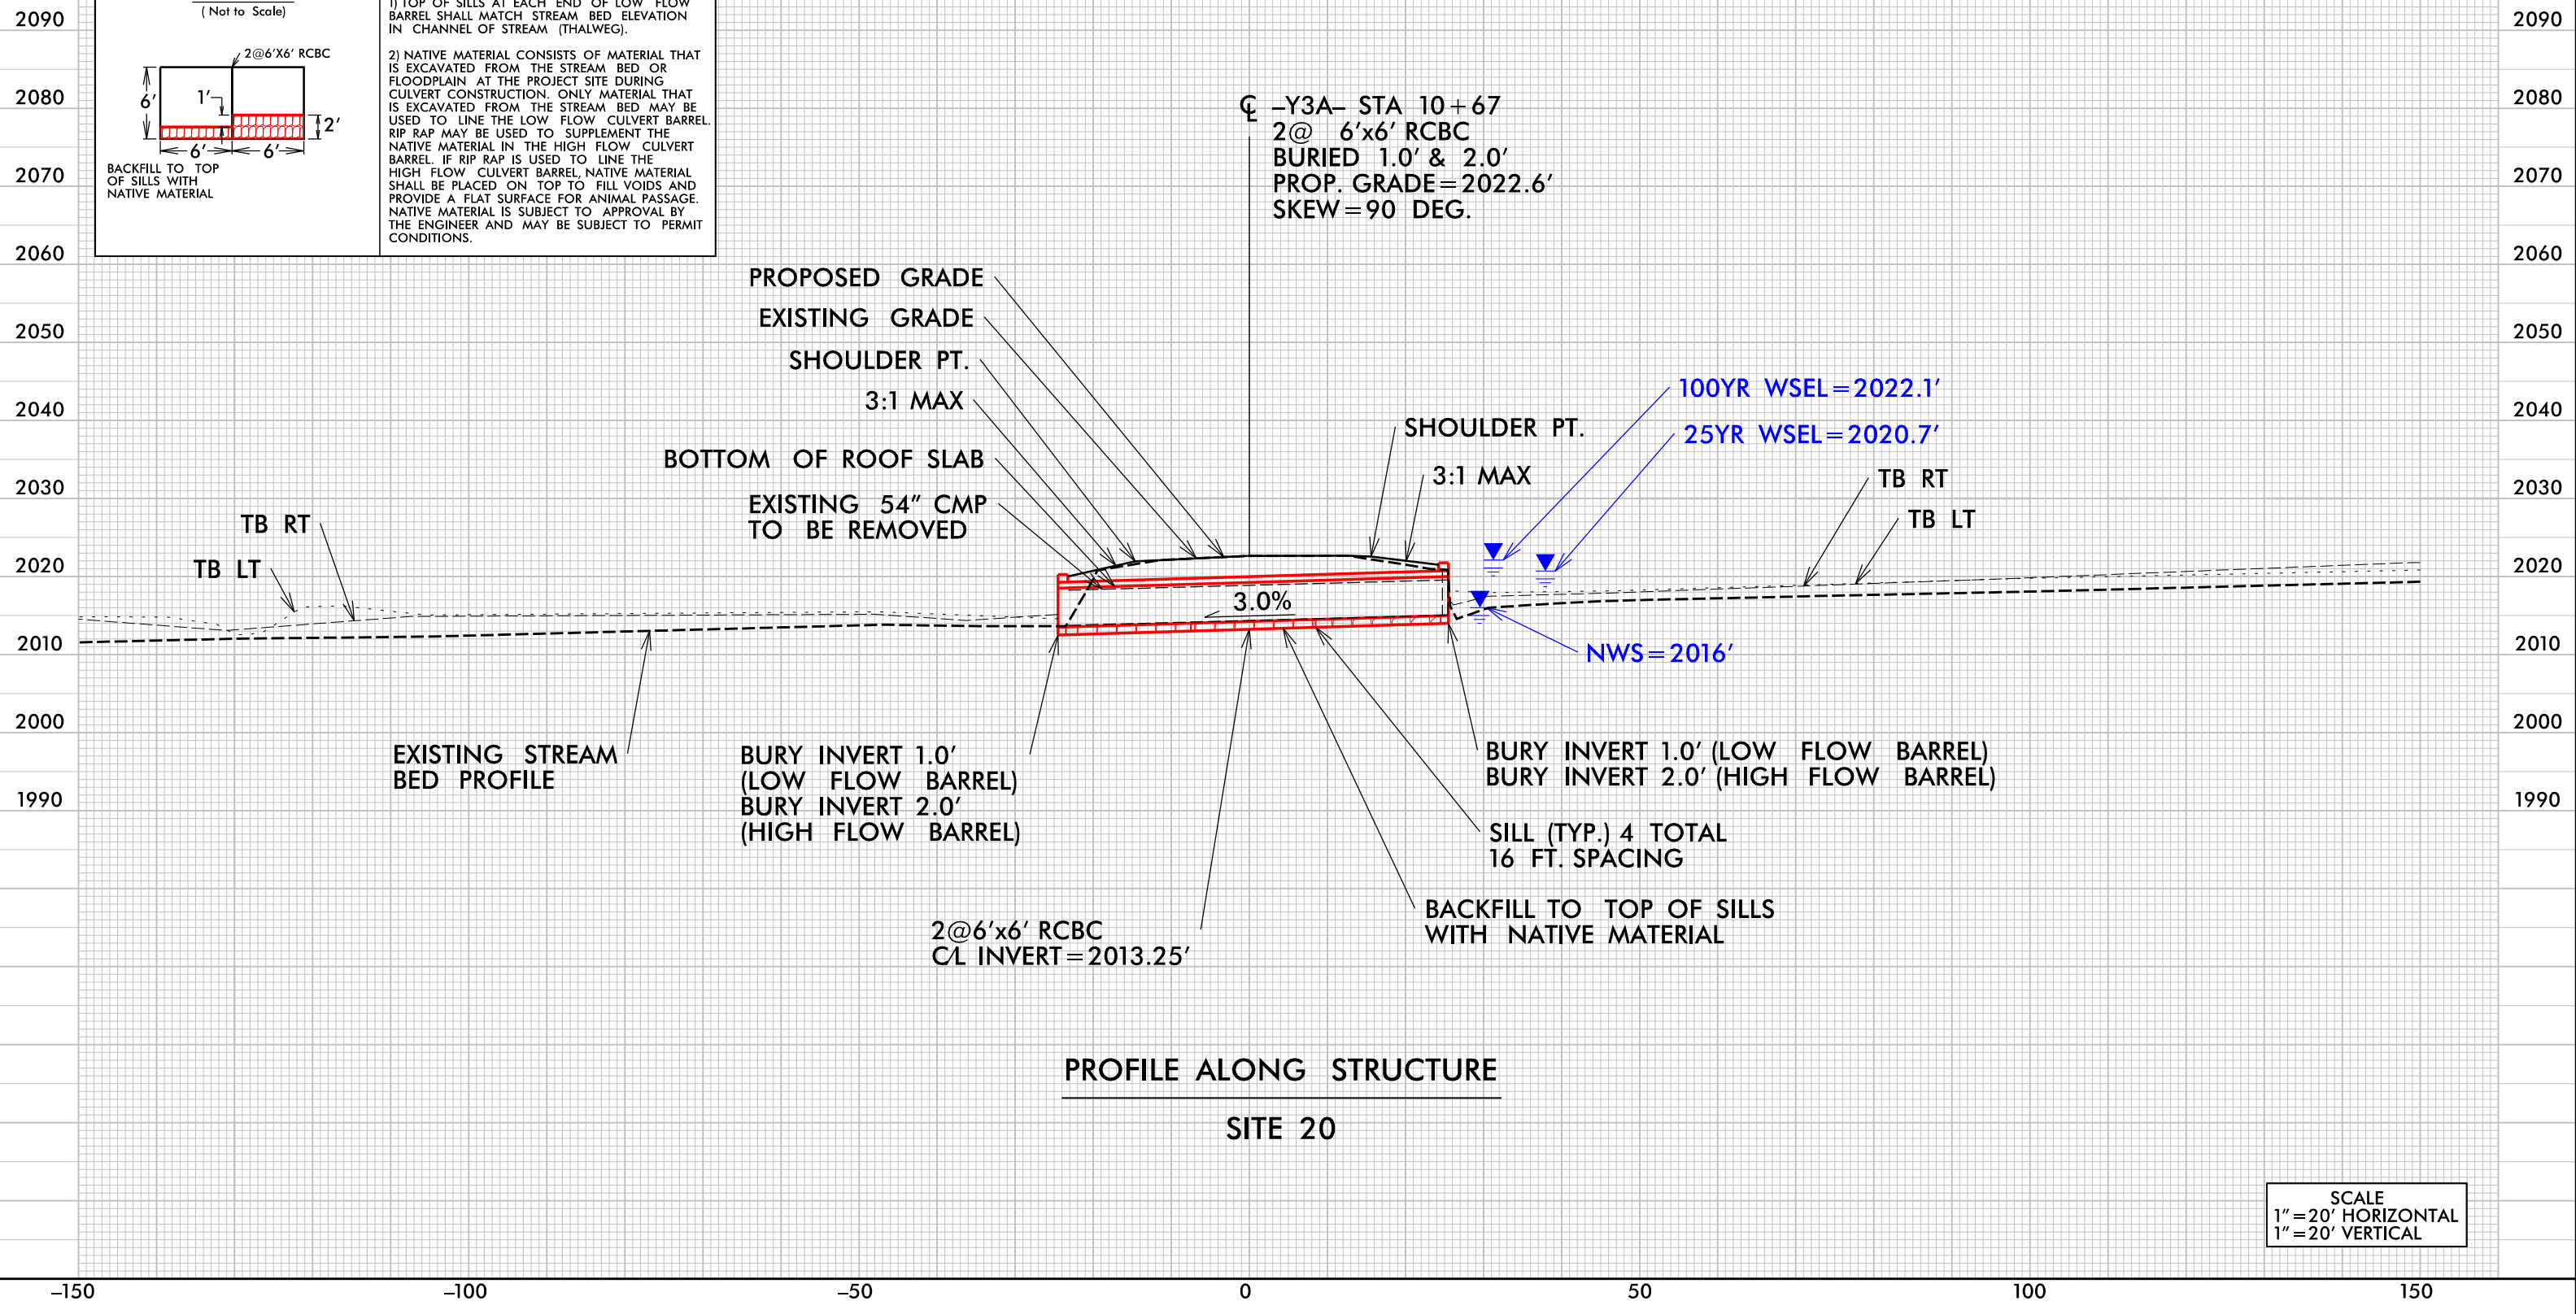 ( Not to Scale)
2@6'X6' RCBC
6'
1'
2'
6'
6'
BACKFILL TO TOP
OF SILLS WITH
NATIVE MATERIAL
1) TOP OF SILLS AT EACH END OF LOW FLOW
BARREL SHALL MATCH STREAM BED ELEVATION
IN CHANNEL OF STREAM (THALWEG).
2) NATIVE MATERIAL CONSISTS OF MATERIAL THAT
IS EXCAVATED FROM THE STREAM BED OR
FLOODPLAIN AT THE PROJECT SITE DURING
CULVERT CONSTRUCTION. ONLY MATERIAL THAT
IS EXCAVATED FROM THE STREAM BED MAY BE
USED TO LINE THE LOW FLOW CULVERT BARREL.
RIP RAP MAY BE USED TO SUPPLEMENT THE
NATIVE MATERIAL IN THE HIGH FLOW CULVERT
BARREL. IF RIP RAP IS USED TO LINE THE
HIGH FLOW CULVERT BARREL, NATIVE MATERIAL
SHALL BE PLACED ON TOP TO FILL VOIDS AND
PROVIDE A FLAT SURFACE FOR ANIMAL PASSAGE.
NATIVE MATERIAL IS SUBJECT TO APPROVAL BY
THE ENGINEER AND MAY BE SUBJECT TO PERMIT
CONDITIONS.
2090
2080
2070
2060
2050
2040
2030
2020
2010
2000
1990
℄ –Y3A– STA 10+67
2@ 6'x6' RCBC
BURIED 1.0' & 2.0'
PROP. GRADE=2022.6'
SKEW=90 DEG.
PROPOSED GRADE
EXISTING GRADE
SHOULDER PT.
3:1 MAX
BOTTOM OF ROOF SLAB
EXISTING 54" CMP
TO BE REMOVED
TB RT
TB LT
100YR WSEL=2022.1'
25YR WSEL=2020.7'
SHOULDER PT.
3:1 MAX
TB RT
TB LT
3.0%
NWS=2016'
EXISTING STREAM
BED PROFILE
BURY INVERT 1.0'
(LOW FLOW BARREL)
BURY INVERT 2.0'
(HIGH FLOW BARREL)
BURY INVERT 1.0' (LOW FLOW BARREL)
BURY INVERT 2.0' (HIGH FLOW BARREL)
SILL (TYP.) 4 TOTAL
16 FT. SPACING
BACKFILL TO TOP OF SILLS
WITH NATIVE MATERIAL
2@6'x6' RCBC
C/L INVERT=2013.25'
2090
2080
2070
2060
2050
2040
2030
2020
2010
2000
1990
PROFILE ALONG STRUCTURE
SITE 20
SCALE
1"=20' HORIZONTAL
1"=20' VERTICAL
–150
–100
–50
0
50
100
150